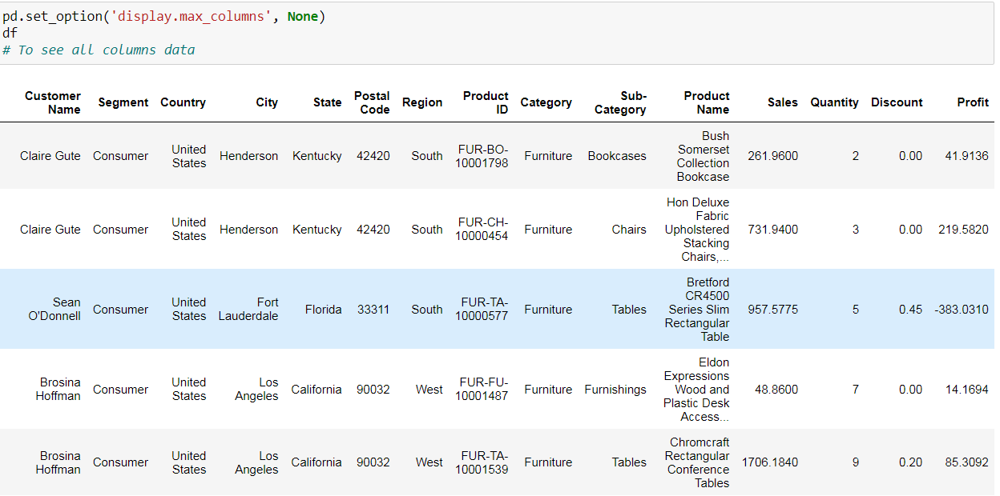 pd.set_option('display.max_columns', None)
df
# To see all columns data
Customer Name Segment Country City State Postal Code Region Product ID Category Sub-Category Product Name Sales Quantity Discount Profit
Claire Gute Consumer United States Henderson Kentucky 42420 South FUR-BO-10001798 Furniture Bookcases Bush Somerset Collection Bookcase 261.9600 2 0.00 41.9136
Claire Gute Consumer United States Henderson Kentucky 42420 South FUR-CH-10000454 Furniture Chairs Hon Deluxe Fabric Upholstered Stacking Chairs,... 731.9400 3 0.00 219.5820
Sean O'Donnell Consumer United States Fort Lauderdale Florida 33311 South FUR-TA-10000577 Furniture Tables Bretford CR4500 Series Slim Rectangular Table 957.5775 5 0.45 -383.0310
Brosina Hoffman Consumer United States Los Angeles California 90032 West FUR-FU-10001487 Furniture Furnishings Eldon Expressions Wood and Plastic Desk Access... 48.8600 7 0.00 14.1694
Brosina Hoffman Consumer United States Los Angeles California 90032 West FUR-TA-10001539 Furniture Tables Chromcraft Rectangular Conference Tables 1706.1840 9 0.20 85.3092